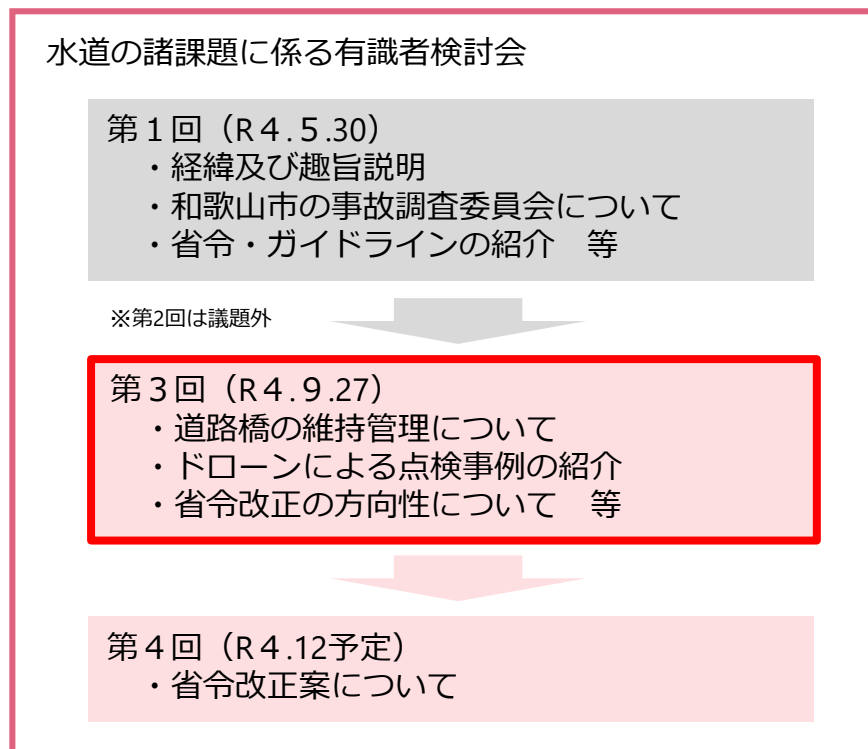 水道の諸課題に係る有識者検討会
第１回（R４.５.30）
・経緯及び趣旨説明
・和歌山市の事故調査委員会について
・省令・ガイドラインの紹介　等
※第2回は議題外
第３回（R４.９.27）
・道路橋の維持管理について
・ドローンによる点検事例の紹介
・省令改正の方向性について　等
第４回（R４.12予定）
・省令改正案について